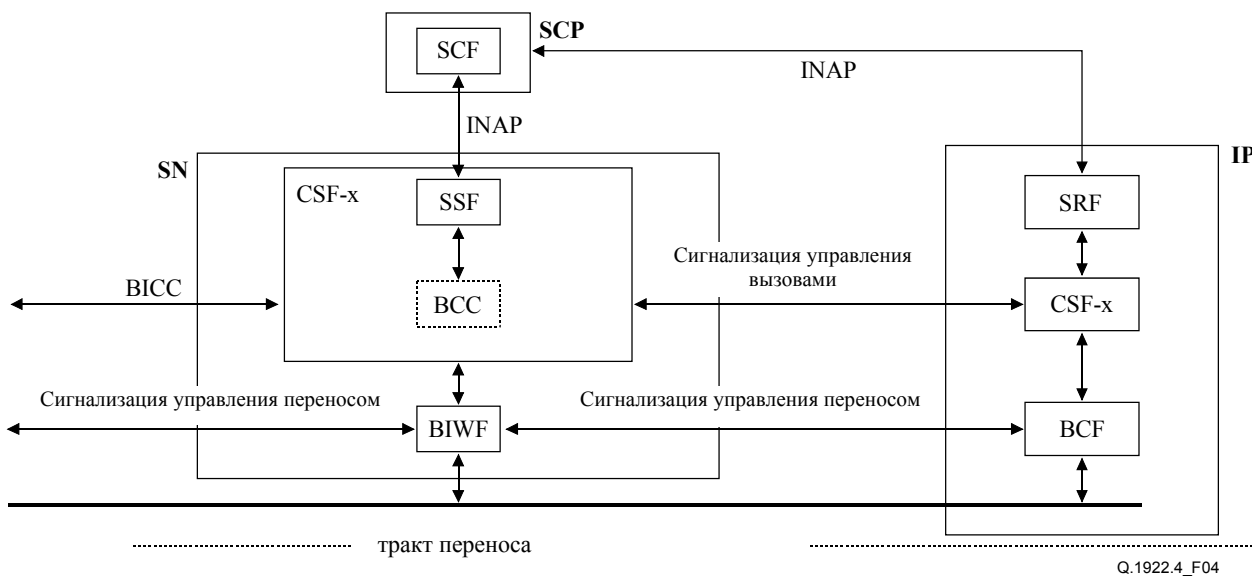 SCP
SCF
INAP
INAP
SN
IP
CSF-x
SSF
SRF
Сигнализация управления
вызовами
BICC
BCC
CSF-x
Сигнализация управления переносом
Сигнализация управления переносом
BIWF
BCF
тракт переноса
Q.1922.4_F04